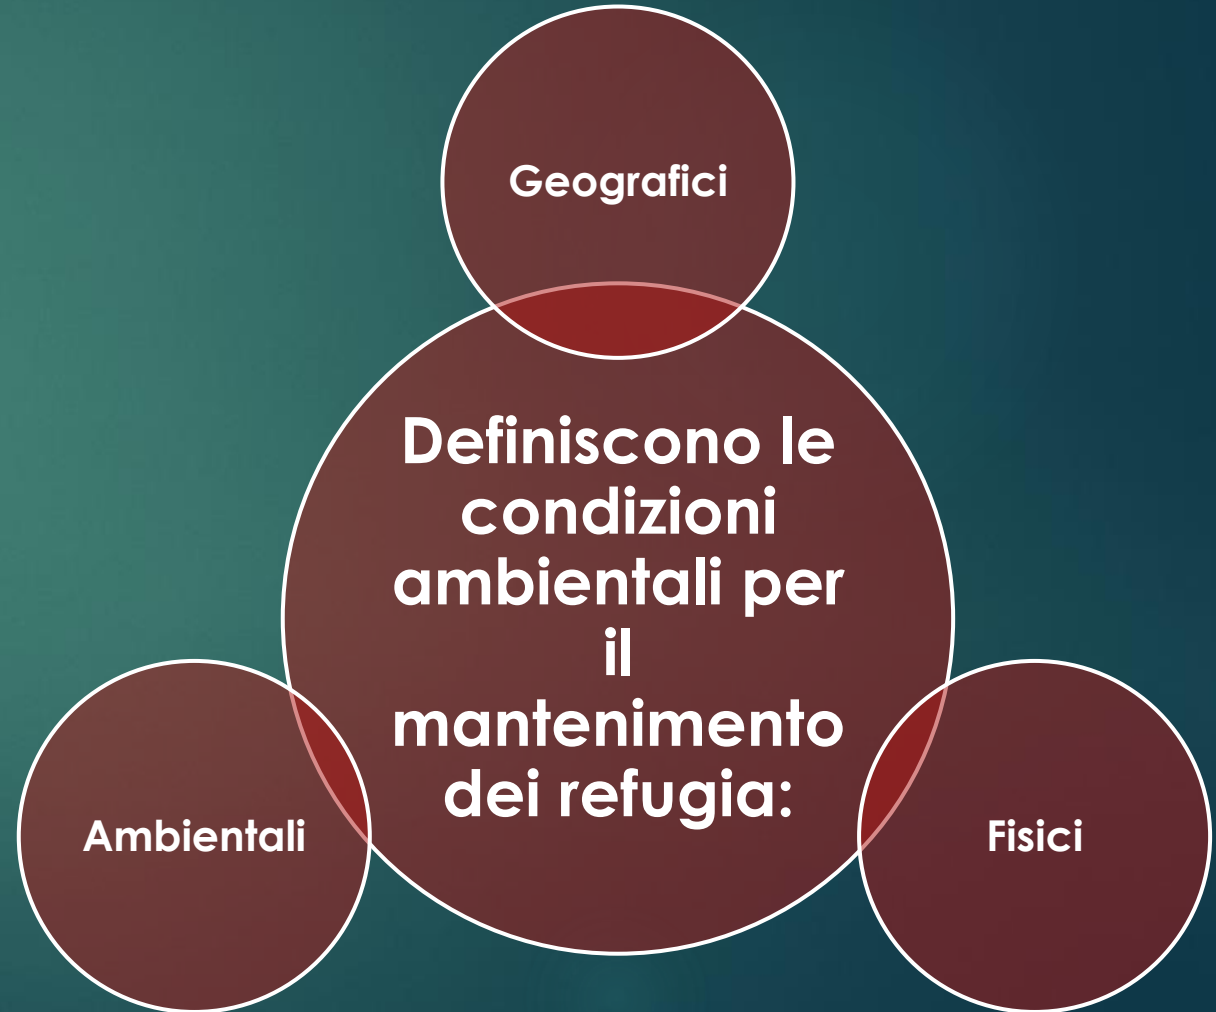 Geografici
Definiscono le
condizioni
ambientali per
il
mantenimento
dei refugia:
Ambientali
Fisici